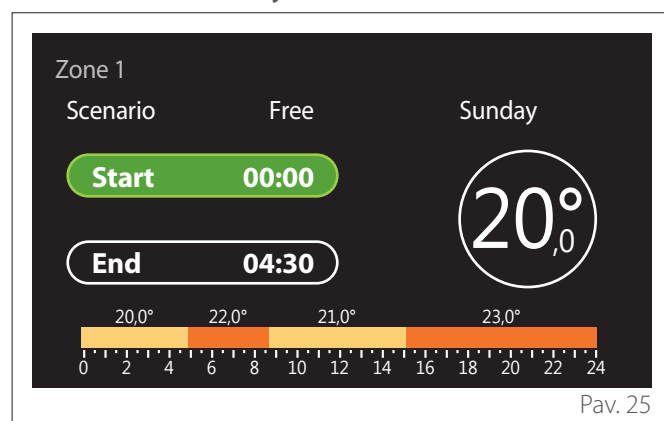 Zone 1
Scenario Free Sunday
Start 00:00
20°,0
End 04:30
20,0° 22,0° 21,0° 23,0°
0 2 4 6 8 10 12 14 16 18 20 22 24
Pav. 25